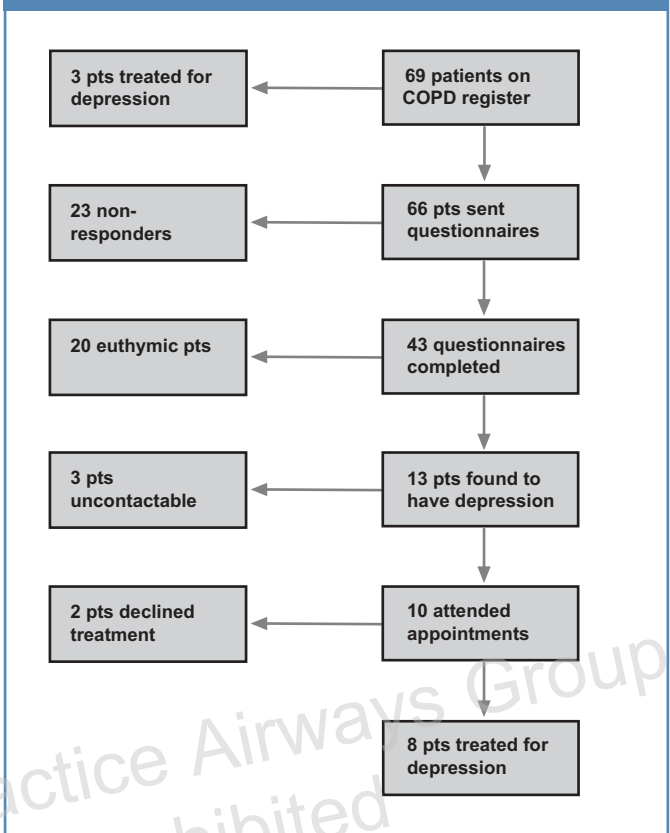 3 pts treated for
depression
69 patients on
COPD register
23 non-
responders
66 pts sent
questionnaires
20 euthymic pts
43 questionnaires
completed
3 pts
uncontactable
13 pts found to
have depression
2 pts declined
treatment
10 attended
appointments
8 pts treated for
depression
Airways Group